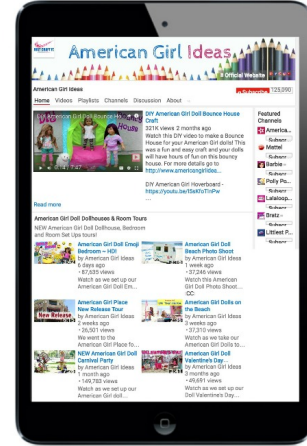 American Girl Ideas
Official Website
American Girl Ideas
Subscribe 125,090
Home Videos Playlists Channels Discussion About
DIY American Girl Doll Bounce House Craft
321K views 2 months ago
Watch this DIY video to make a Bounce
House for your American Girl dolls! This
was a fun and easy craft and your dolls
will have hours of fun on this bouncy
house. For more details go to
http://www.americangirlidea...
DIY American Girl Hoverboard -
Read more
Featured
Channels
America...
Mattel
Barbie
Polly Po...
Lalaloop...
Bratz
Littlest P...
American Girl Doll Dollhouses & Room Tours
NEW American Girl Doll Dollhouse, Bedroom
and Room Set Ups tours!
American Girl Doll Emoji
Bedroom ~ HD!
by American Girl Ideas
6 days ago
87,635 views
Watch as we set up our
American Girl Doll Em...
American Girl Doll
Beach Photo Shoot
by American Girl Ideas
1 week ago
37,246 views
Watch this American
Girl Doll Photo Shoot...
CC
American Girl Place
New Release Tour
by American Girl Ideas
2 weeks ago
26,501 views
We went to the
American Girl Place fo...
New Release
American Girl Dolls on
the Beach
by American Girl Ideas
3 weeks ago
37,310 views
Watch as we take our
American Girl Dolls to...
NEW American Girl Doll
Carnival Party
by American Girl Ideas
1 month ago
149,783 views
Watch as we set up our
American Girl doll...
American Girl Doll
Valentine's Day...
by American Girl Ideas
3 months ago
49,691 views
Watch as we set up our
Doll Valentine's Day...